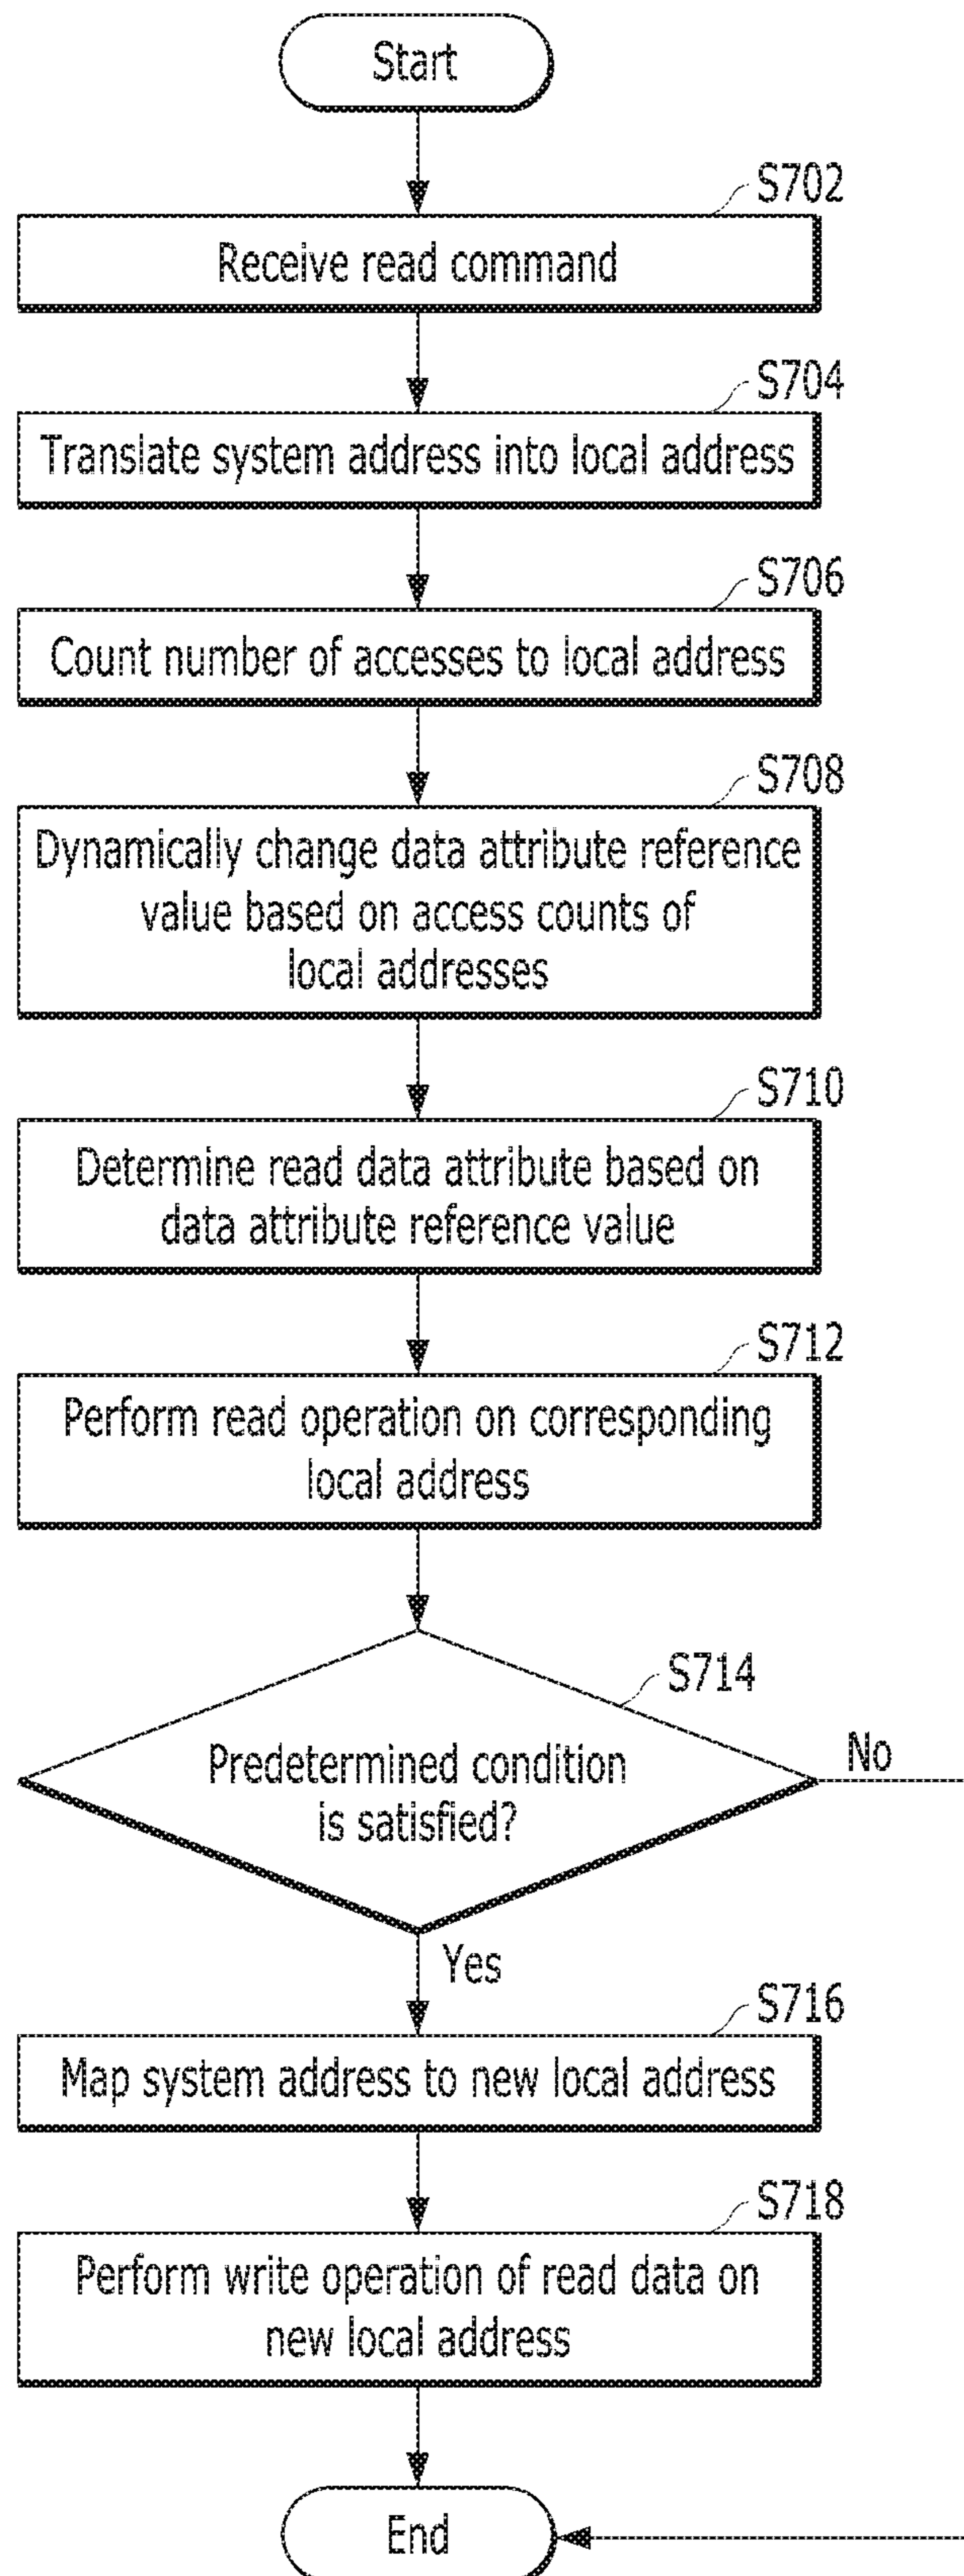 Start
S702
Receive read command
S704
Translate system address into local address
S706
Count number of accesses to local address
S708
Dynamically change data attribute reference
value based on access counts of
local addresses
S710
Determine read data attribute based on
data attribute reference value
S712
Perform read operation on corresponding
local address
S714
Predetermined condition
is satisfied?
No
Yes
S716
Map system address to new local address
S718
Perform write operation of read data on
new local address
End